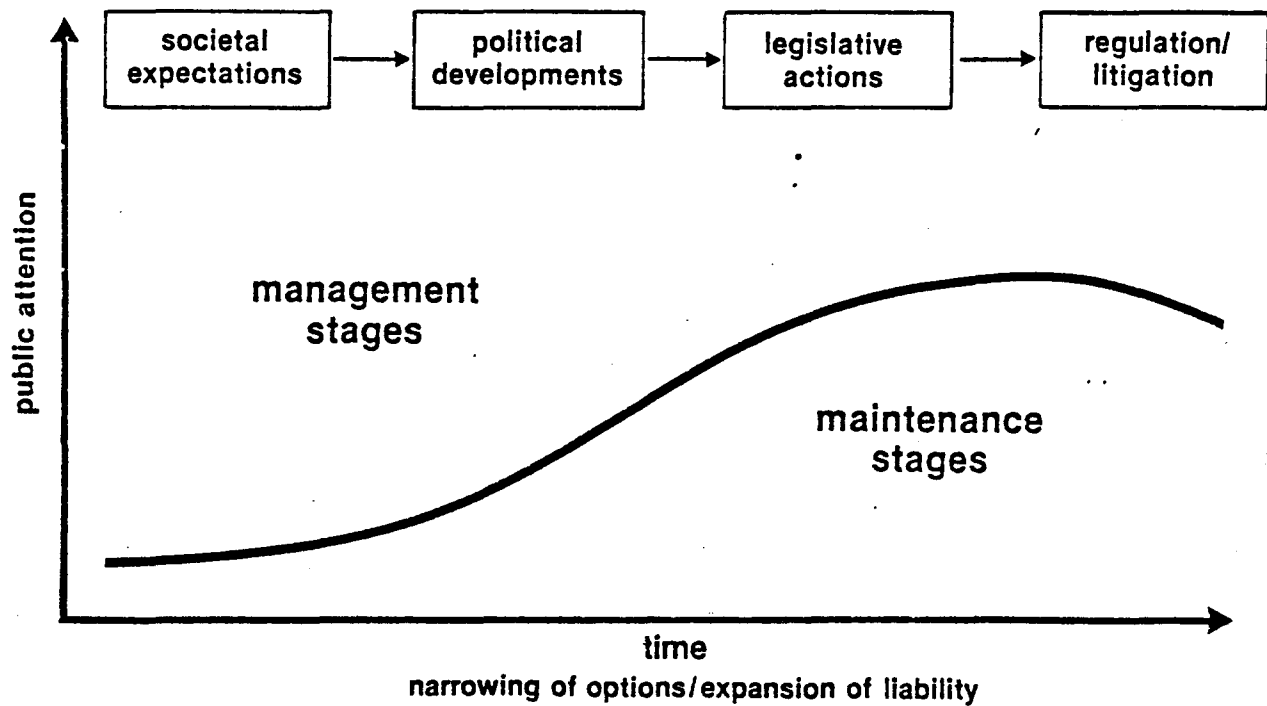 societal
expectations
political
developments
legislative
actions
regulation/
litigation
public attention
management
stages
maintenance
stages
time
narrowing of options/expansion of liability